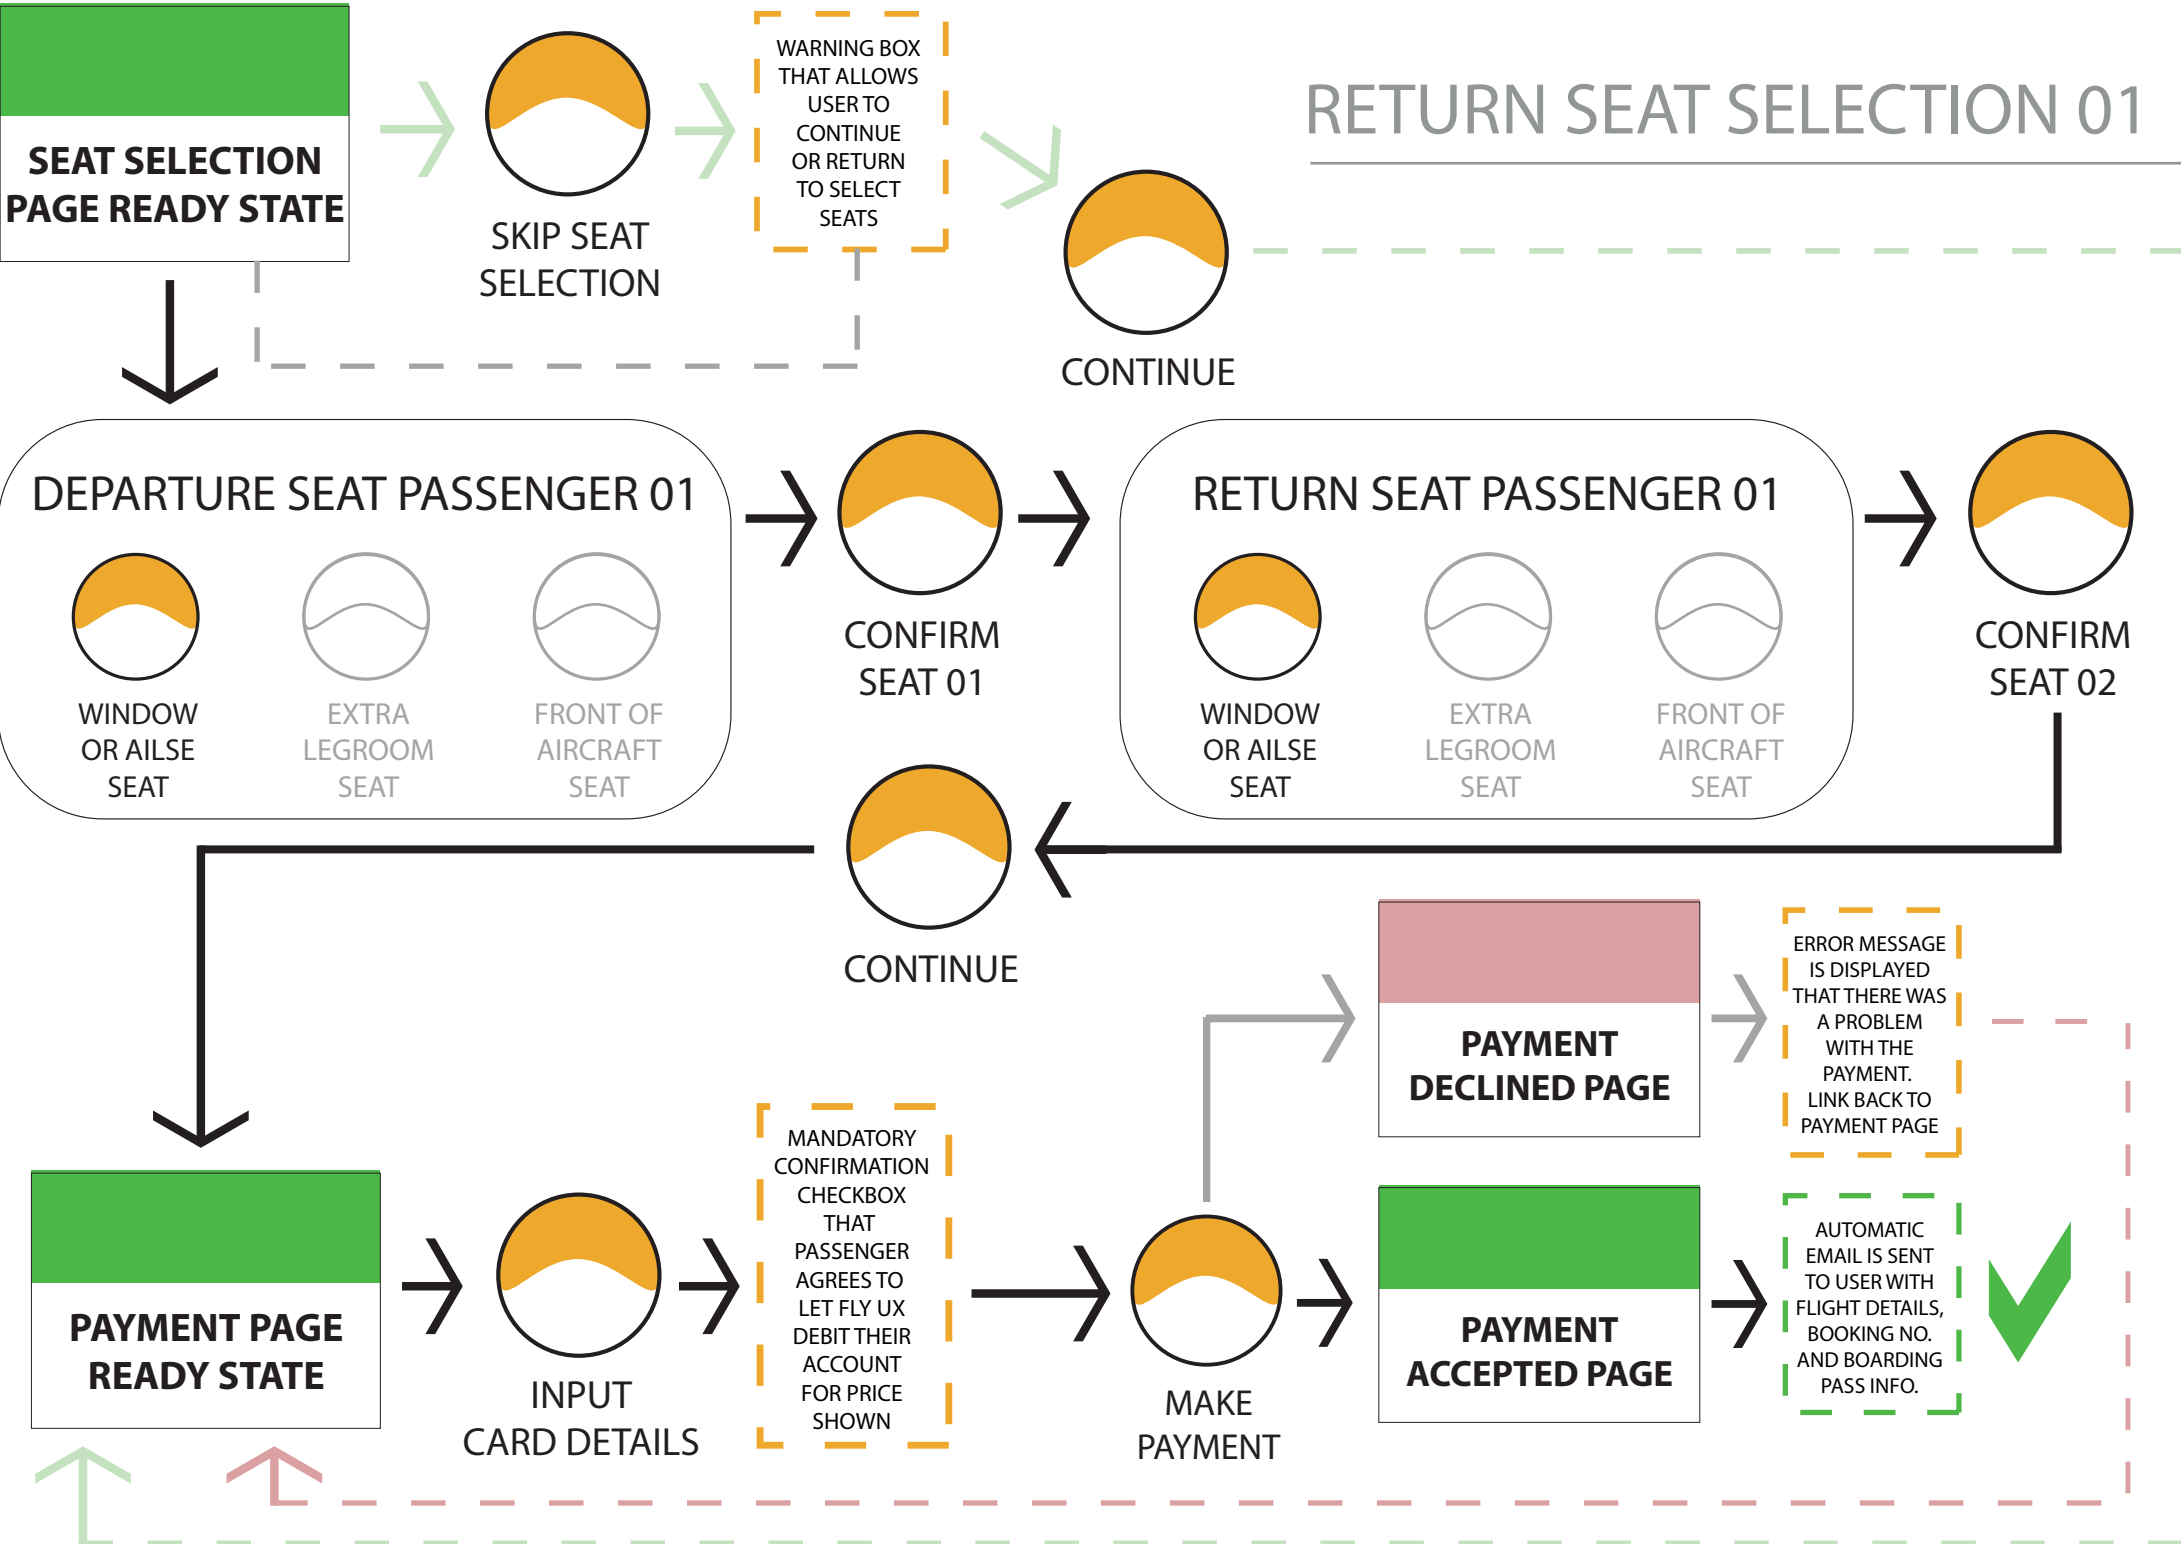 SEAT SELECTION
PAGE READY STATE
SKIP SEAT
SELECTION
WARNING BOX
THAT ALLOWS
USER TO
CONTINUE
OR RETURN
TO SELECT
SEATS
CONTINUE
RETURN SEAT SELECTION 01
DEPARTURE SEAT PASSENGER 01
WINDOW
OR AILSE
SEAT
EXTRA
LEGROOM
SEAT
FRONT OF
AIRCRAFT
SEAT
CONFIRM
SEAT 01
RETURN SEAT PASSENGER 01
WINDOW
OR AILSE
SEAT
EXTRA
LEGROOM
SEAT
FRONT OF
AIRCRAFT
SEAT
CONFIRM
SEAT 02
CONTINUE
PAYMENT PAGE
READY STATE
INPUT
CARD DETAILS
MANDATORY
CONFIRMATION
CHECKBOX
THAT
PASSENGER
AGREES TO
LET FLY UX
DEBIT THEIR
ACCOUNT
FOR PRICE
SHOWN
MAKE
PAYMENT
PAYMENT
DECLINED PAGE
ERROR MESSAGE
IS DISPLAYED
THAT THERE WAS
A PROBLEM
WITH THE
PAYMENT.
LINK BACK TO
PAYMENT PAGE
PAYMENT
ACCEPTED PAGE
AUTOMATIC
EMAIL IS SENT
TO USER WITH
FLIGHT DETAILS,
BOOKING NO.
AND BOARDING
PASS INFO.